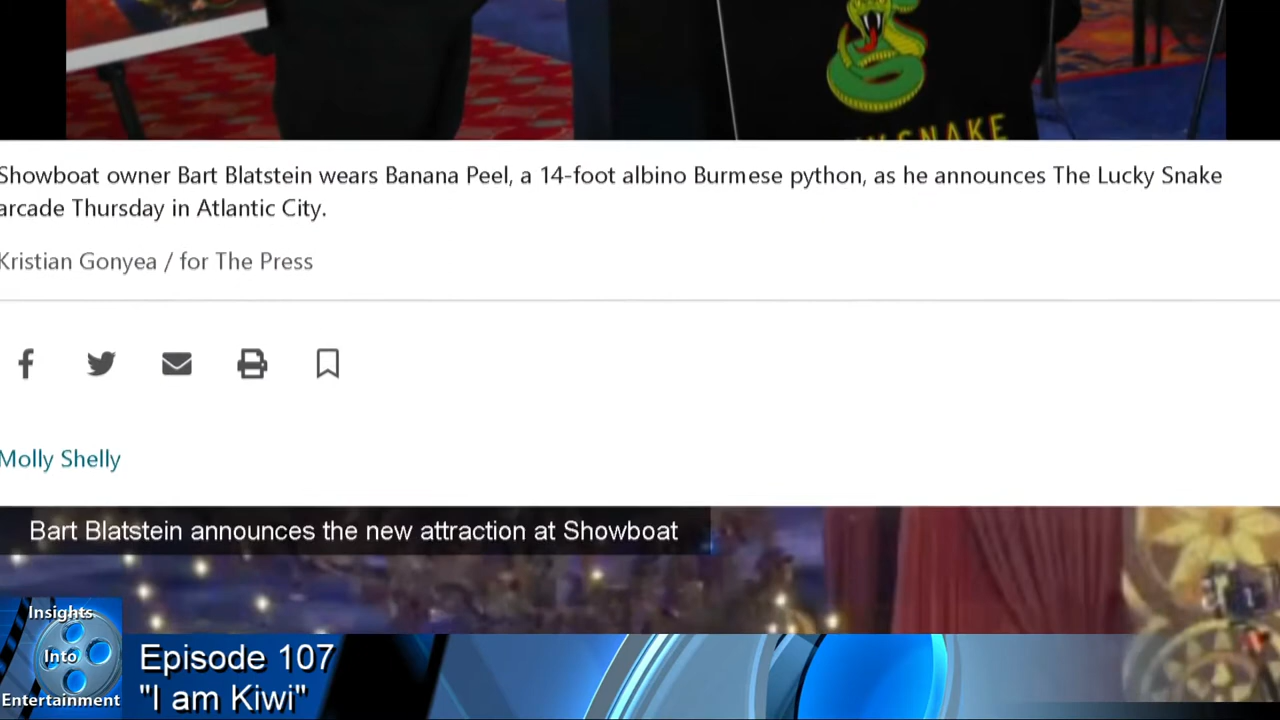 SNAKE
Showboat owner Bart Blatstein wears Banana Peel, a 14-foot albino Burmese python, as he announces The Lucky Snake
arcade Thursday in Atlantic City.
Kristian Gonyea / for The Press
Molly Shelly
Bart Blatstein announces the new attraction at Showboat
Insights
Into
Entertainment
Episode 107
"I am Kiwi"